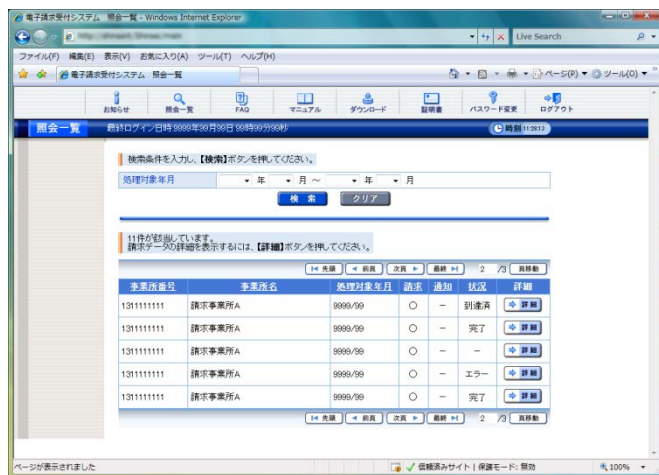 電子請求受付システム 照会一覧 - Windows Internet Explorer
Live Search
ファイル(F) 編集(E) 表示(V) お気に入り(A) ツール(T) ヘルプ(H)
電子請求受付システム 照会一覧 ページ(P) ツール(O)
お知らせ 照会一覧 FAQ マニュアル ダウンロード 証明書 パスワード変更 ログアウト
照会一覧 最終ログイン日時 9999年99月99日 99時99分99秒 時刻
検索条件を入力し、【検索】ボタンを押してください。
処理対象年月 年 月 ~ 年 月
検 索 クリア
11件が該当しています。
請求データの詳細を表示するには、【詳細】ボタンを押してください。
先頭 前頁 次頁 最終 2 /3 頁移動
事業所番号 事業所名 処理対象年月 請求 通知 状況 詳細
1311111111 請求事業所A 9999/99 ○ － 到達済 詳細
1311111111 請求事業所A 9999/99 ○ － 完了 詳細
1311111111 請求事業所A 9999/99 ○ － － 詳細
1311111111 請求事業所A 9999/99 ○ － エラー 詳細
1311111111 請求事業所A 9999/99 ○ － 完了 詳細
先頭 前頁 次頁 最終 2 /3 頁移動
ページが表示されました 信頼済みサイト | 保護モード: 無効 100%